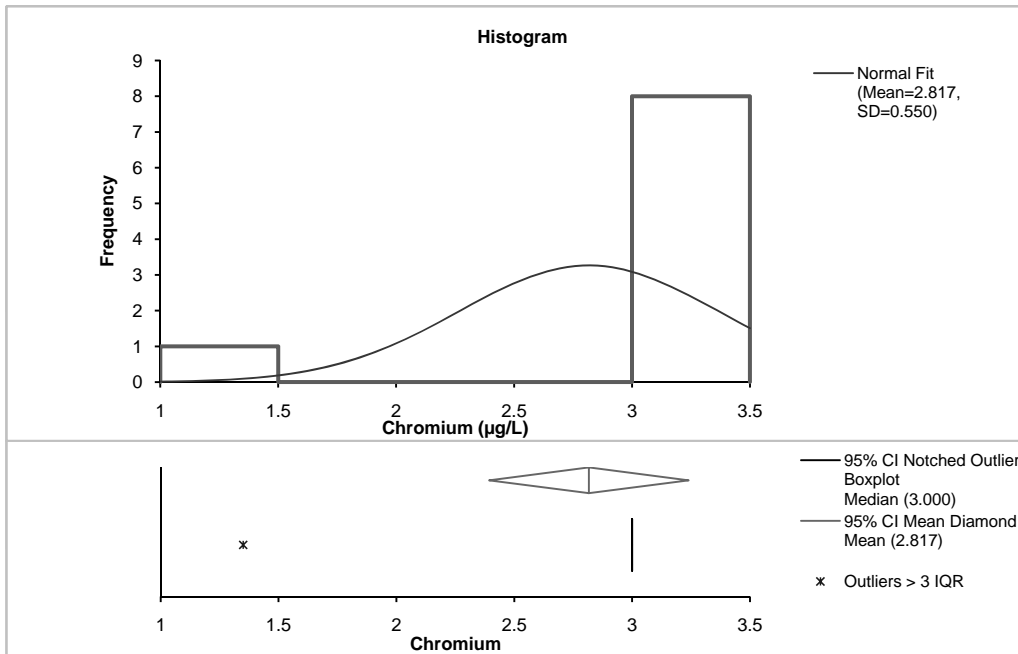 Histogram
9
8
7
6
5
4
3
2
1
0
Frequency
1 1.5 2 2.5 3 3.5
Chromium (µg/L)
Normal Fit
(Mean=2.817,
SD=0.550)
95% CI Notched Outlier
Boxplot
Median (3.000)
95% CI Mean Diamond
Mean (2.817)
Outliers > 3 IQR
1 1.5 2 2.5 3 3.5
Chromium